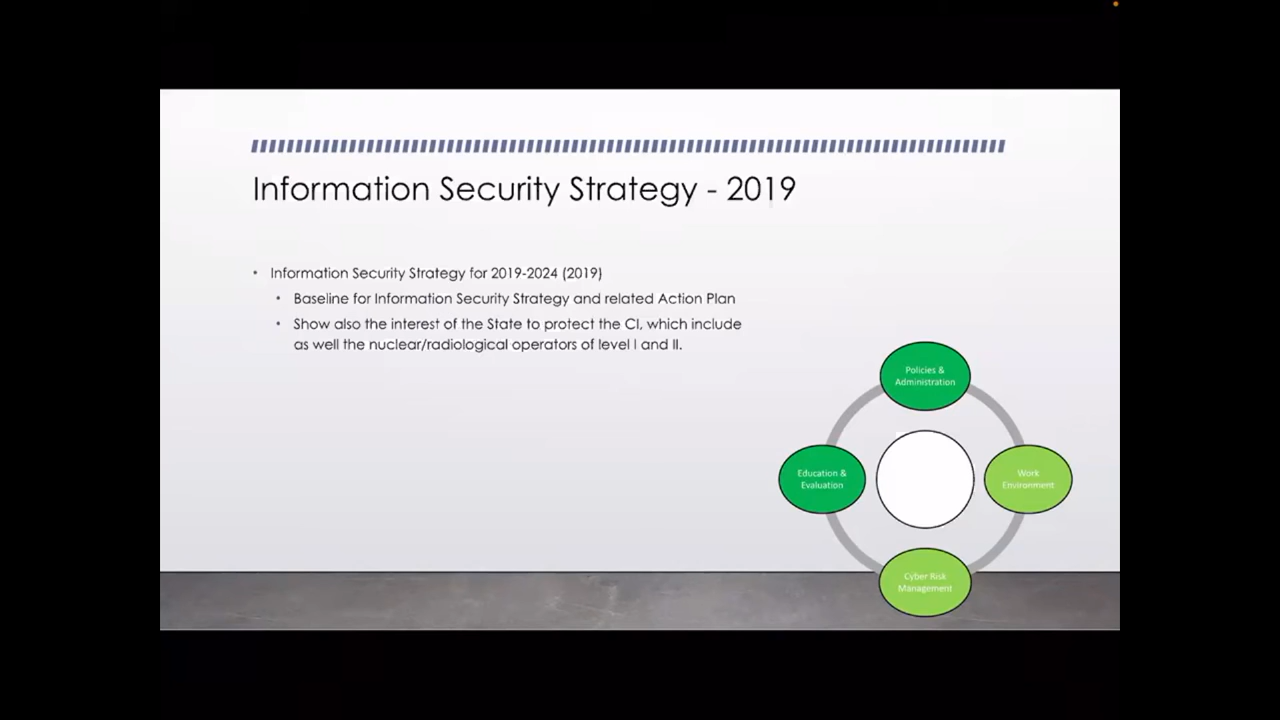 Information Security Strategy - 2019
• Information Security Strategy for 2019-2024 (2019)
• Baseline for Information Security Strategy and related Action Plan
• Show also the interest of the State to protect the CI, which include
as well the nuclear/radiological operators of level I and II.
Policies &
Administration
Education &
Evaluation
Work
Environment
Cyber Risk
Management